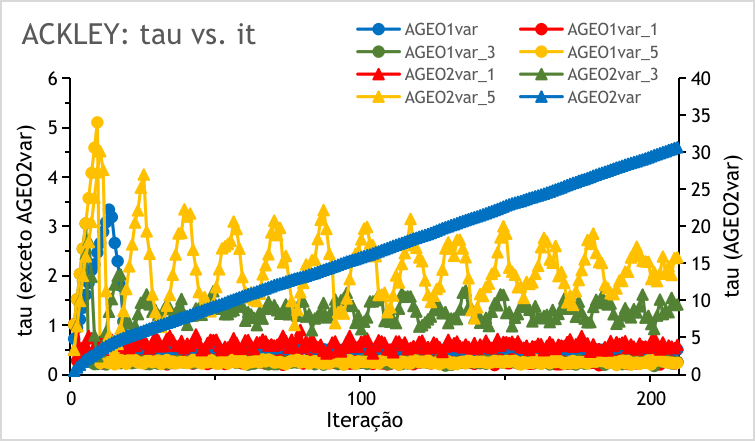 ACKLEY: tau vs. it
AGEO1var AGEO1var_1
AGEO1var_3 AGEO1var_5
AGEO2var_1 AGEO2var_3
AGEO2var_5 AGEO2var
6 40
35
5
30
4
25
3 20
15
2
10
1
5
0 0
tau (exceto AGEO2var)
tau (AGEO2var)
0 100 200
Iteração